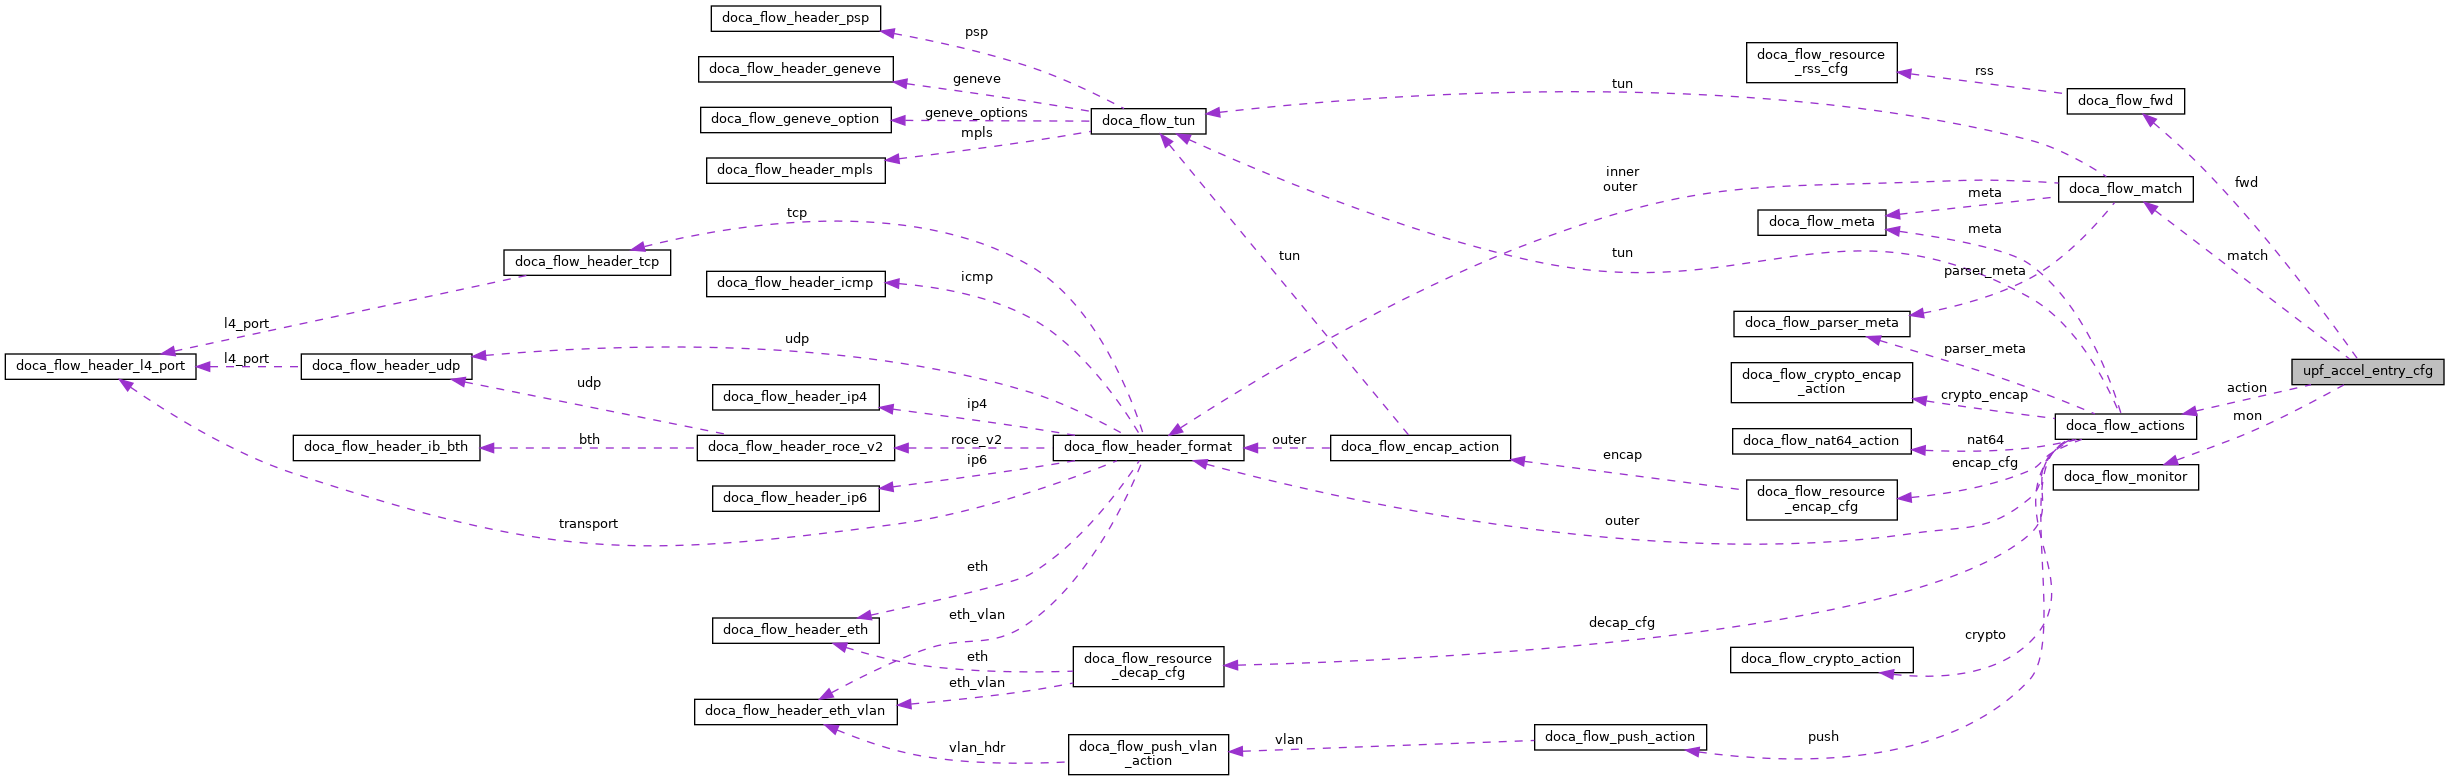 doca_flow_header_psp
psp
doca_flow_header_geneve
geneve
doca_flow_geneve_option
geneve_options
doca_flow_header_mpls
mpls
doca_flow_tun
tun
doca_flow_resource
_rss_cfg
rss
doca_flow_fwd
fwd
inner
outer
doca_flow_match
meta
doca_flow_meta
meta
match
tcp
doca_flow_header_tcp
icmp
doca_flow_header_icmp
tun
tun
parser_meta
doca_flow_parser_meta
parser_meta
l4_port
doca_flow_header_l4_port
l4_port
doca_flow_header_udp
udp
udp
doca_flow_header_ip4
ip4
doca_flow_crypto_encap
_action
crypto_encap
upf_accel_entry_cfg
action
mon
doca_flow_actions
doca_flow_header_ib_bth
bth
doca_flow_header_roce_v2
roce_v2
doca_flow_header_format
outer
doca_flow_encap_action
encap
doca_flow_nat64_action
nat64
encap_cfg
doca_flow_monitor
ip6
doca_flow_header_ip6
doca_flow_resource
_encap_cfg
transport
outer
eth
doca_flow_header_eth
eth_vlan
decap_cfg
eth
doca_flow_resource
_decap_cfg
eth_vlan
doca_flow_crypto_action
crypto
doca_flow_header_eth_vlan
vlan_hdr
doca_flow_push_vlan
_action
vlan
doca_flow_push_action
push